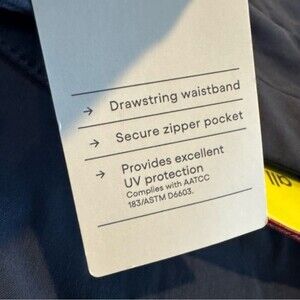 → Drawstring waistband
→ Secure zipper pocket
→ Provides excellent
UV protection
Complies with AATCC
183/ASTM D6603.